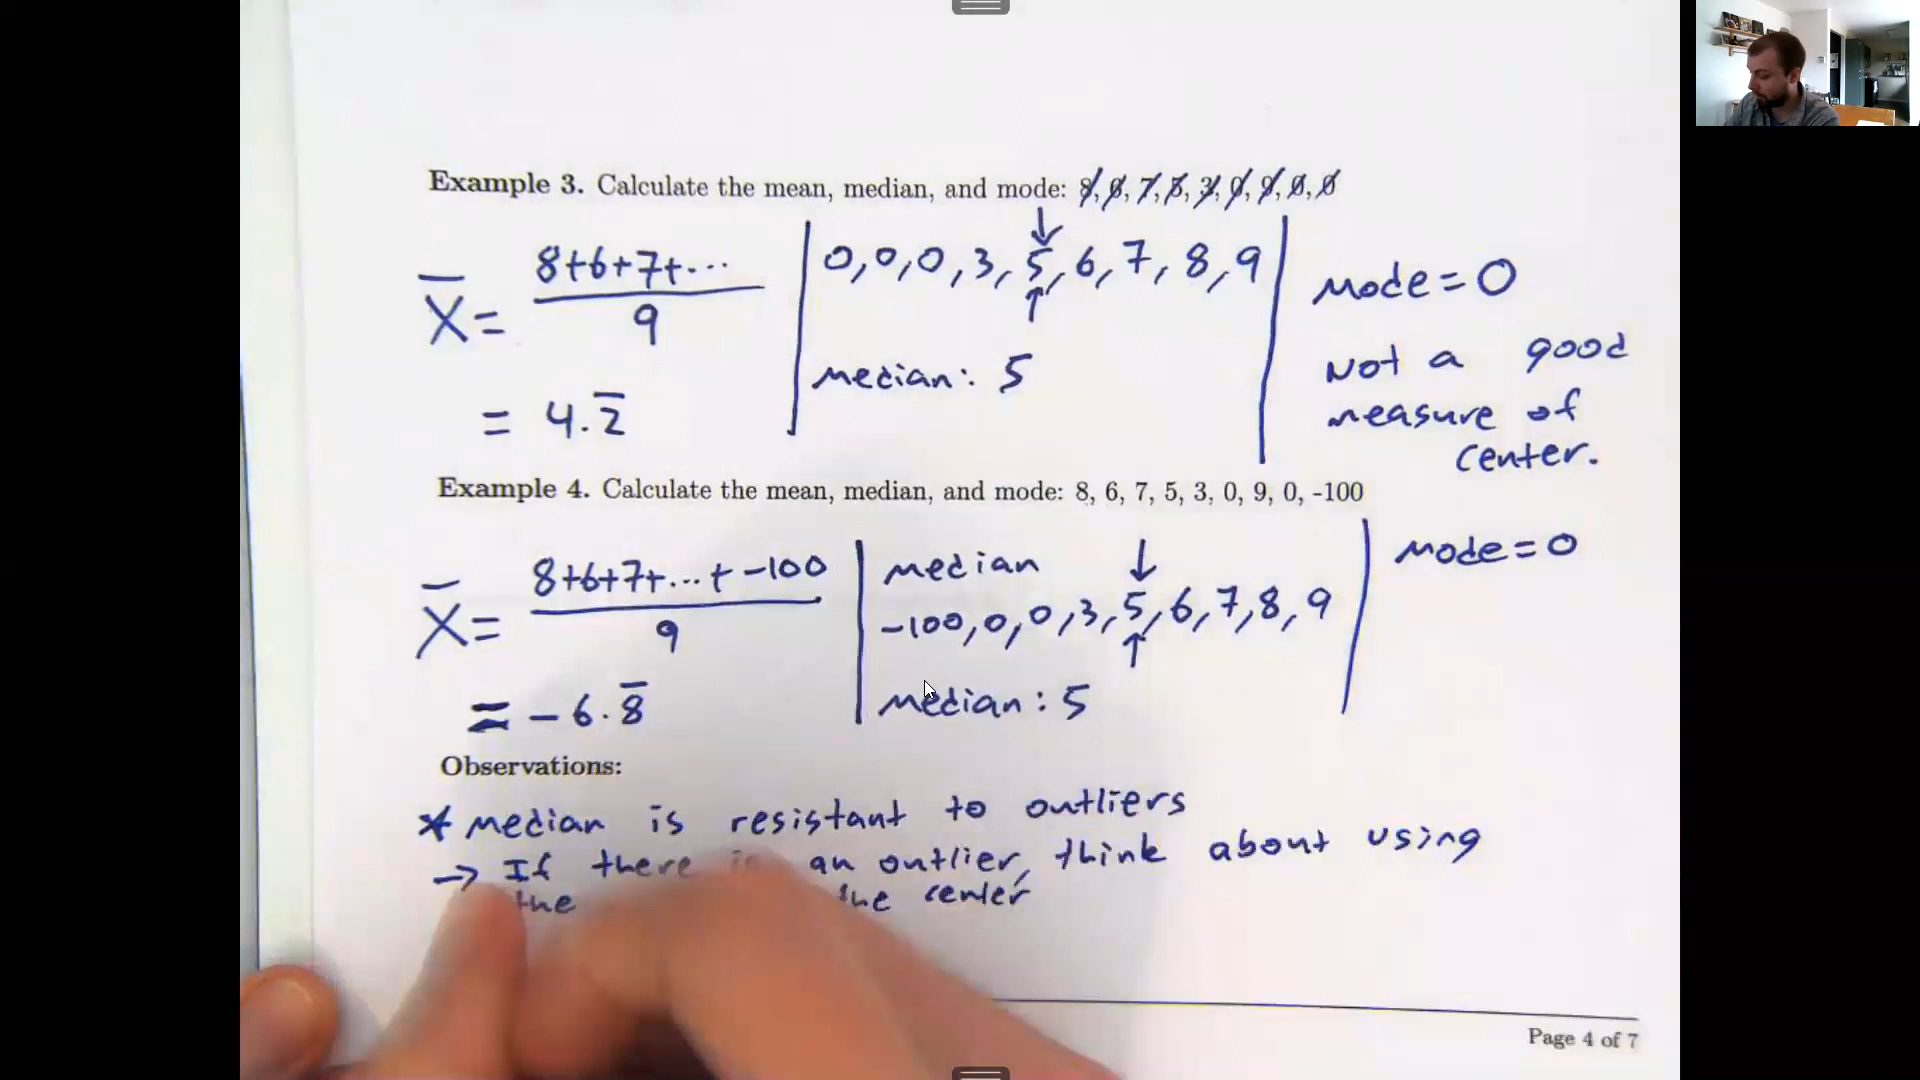 Example 3. Calculate the mean, median, and mode: 8, 6, 7, 5, 3, 0, 9, 0, 0
x̄ = 8+6+7+... / 9
= 4.2̅
0, 0, 0, 3, 5, 6, 7, 8, 9
median: 5
mode = 0
Not a good
measure of
center.
Example 4. Calculate the mean, median, and mode: 8, 6, 7, 5, 3, 0, 9, 0, -100
x̄ = 8+6+7+...+ -100 / 9
= -6.8̅
median
-100, 0, 0, 3, 5, 6, 7, 8, 9
median: 5
mode = 0
Observations:
* median is resistant to outliers
→ If there an outlier, think about using
the the center
Page 4 of 7